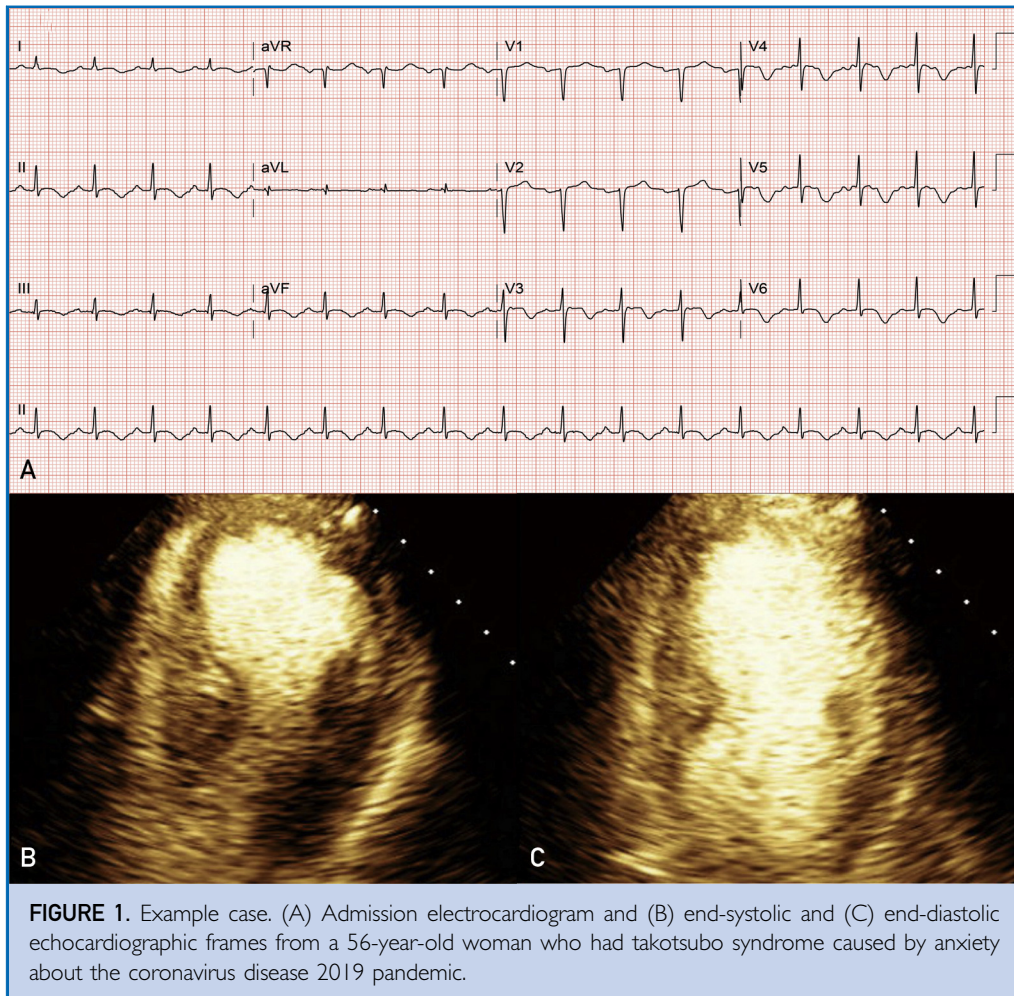 I aVR V1 V4
II aVL V2 V5
III aVF V3 V6
II
A
B C
FIGURE 1. Example case. (A) Admission electrocardiogram and (B) end-systolic and (C) end-diastolic
echocardiographic frames from a 56-year-old woman who had takotsubo syndrome caused by anxiety
about the coronavirus disease 2019 pandemic.